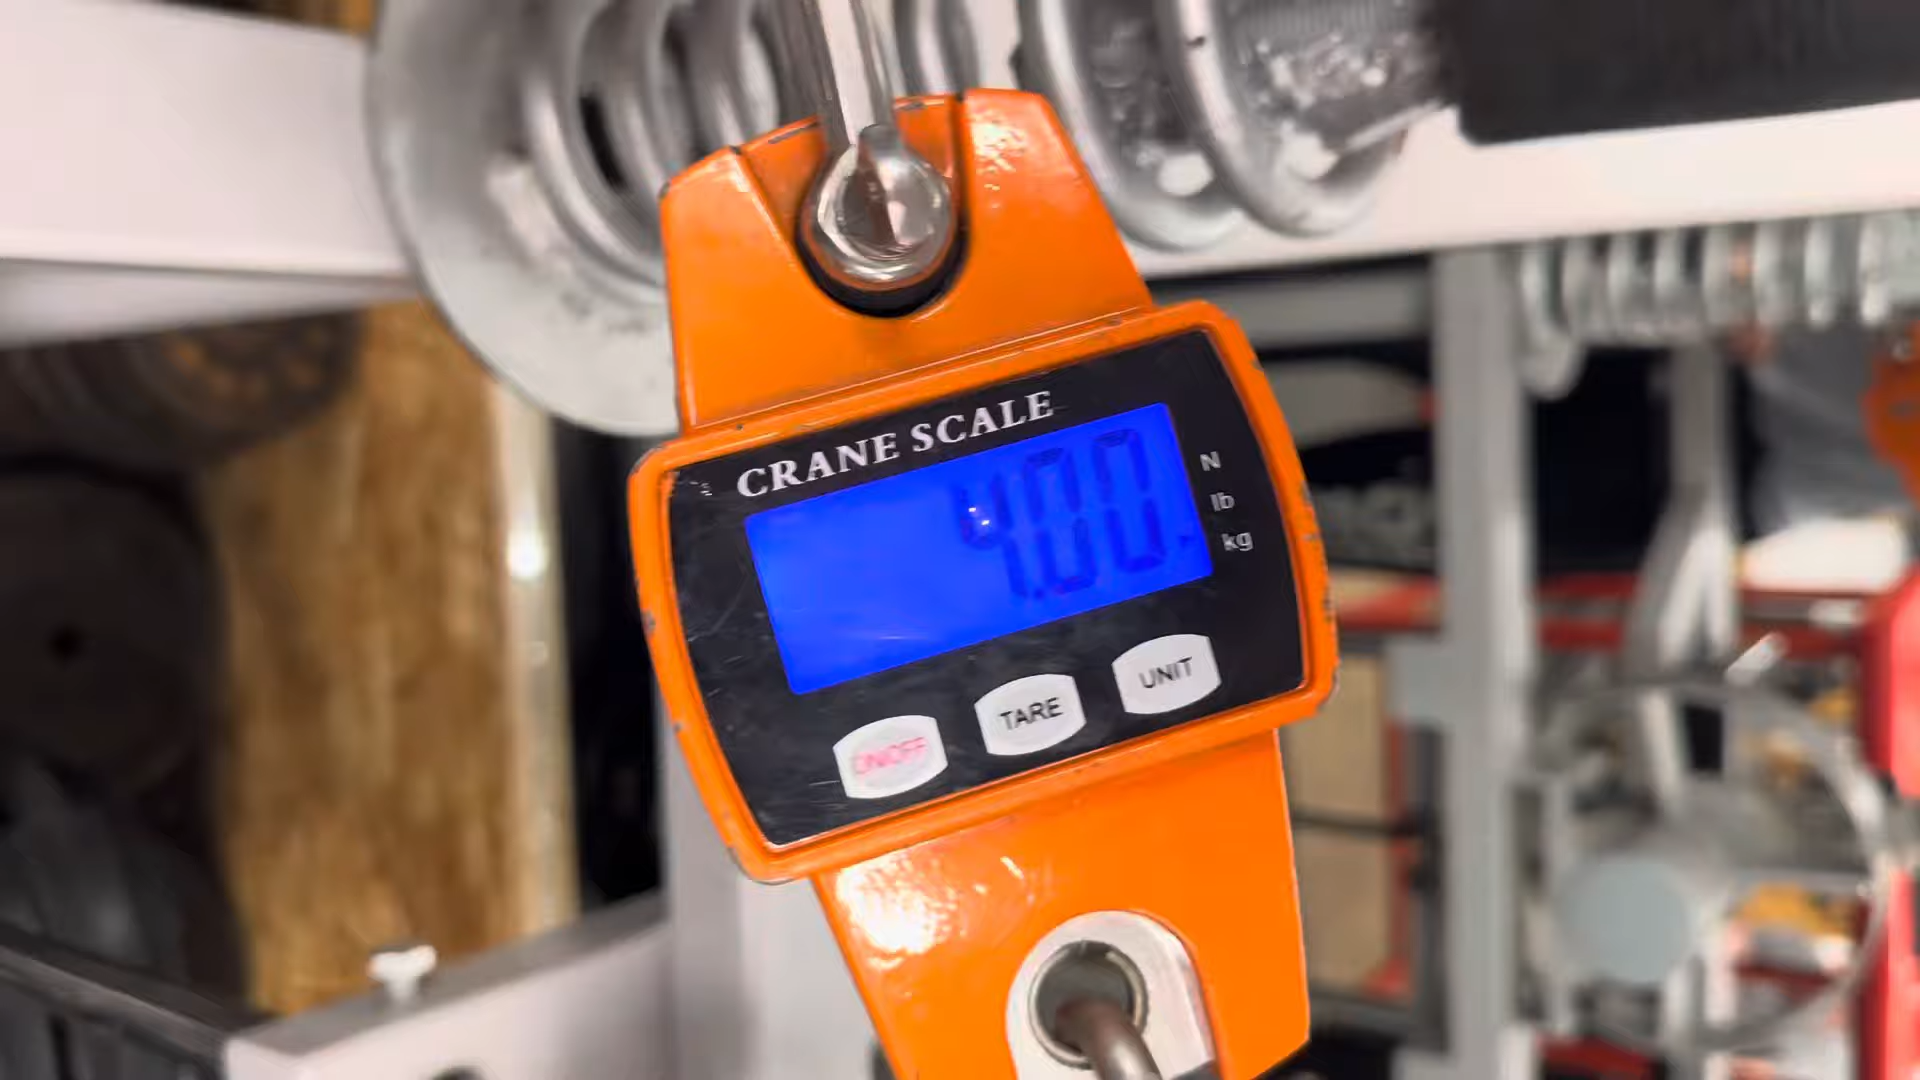 CRANE SCALE
4.00
N
lb
kg
ON/OFF
TARE
UNIT